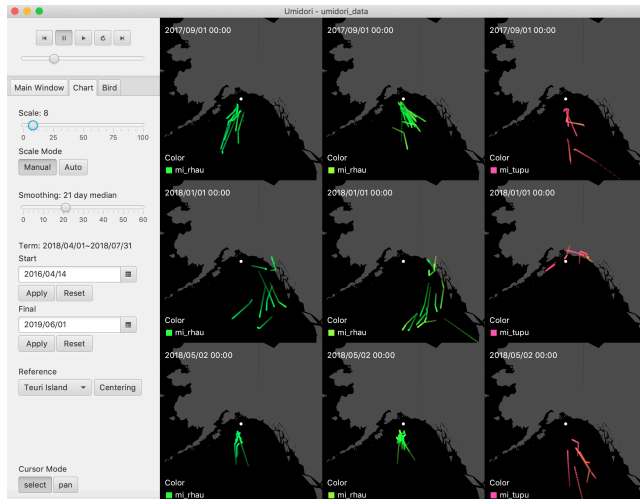 Umidori - umidori_data
Main Window Chart Bird
Scale: 8
0 25 50 75 100
Scale Mode
Manual Auto
Smoothing: 21 day median
0 10 20 30 40 50 60
Term: 2018/04/01~2018/07/31
Start
2016/04/14
Apply Reset
Final
2019/06/01
Apply Reset
Reference
Teuri Island Centering
Cursor Mode
select pan
2017/09/01 00:00 2017/09/01 00:00 2017/09/01 00:00
Color Color Color
mi_rhau mi_rhau mi_tupu
2018/01/01 00:00 2018/01/01 00:00 2018/01/01 00:00
Color Color Color
mi_rhau mi_rhau mi_tupu
2018/05/02 00:00 2018/05/02 00:00 2018/05/02 00:00
Color Color Color
mi_rhau mi_rhau mi_tupu